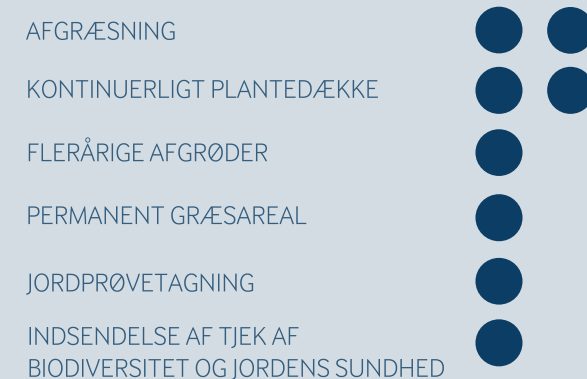 AFGRÆSNING
KONTINUERLIGT PLANTEDÆKKE
FLERÅRIGE AFGRØDER
PERMANENT GRÆSAREAL
JORDPRØVETAGNING
INDSENDELSE AF TJEK AF
BIODIVERSITET OG JORDENS SUNDHED